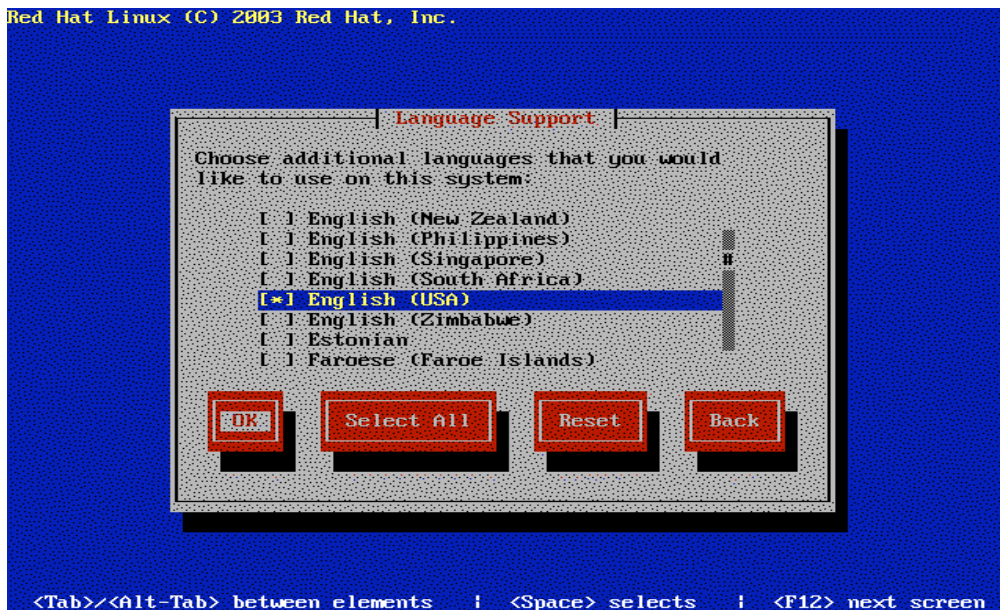 Red Hat Linux (C) 2003 Red Hat, Inc.
Language Support
Choose additional languages that you would
like to use on this system:
[ ] English (New Zealand)
[ ] English (Philippines)
[ ] English (Singapore)
[ ] English (South Africa)
[*] English (USA)
[ ] English (Zimbabwe)
[ ] Estonian
[ ] Faroese (Faroe Islands)
OK Select All Reset Back
<Tab>/<Alt-Tab> between elements | <Space> selects | <F12> next screen